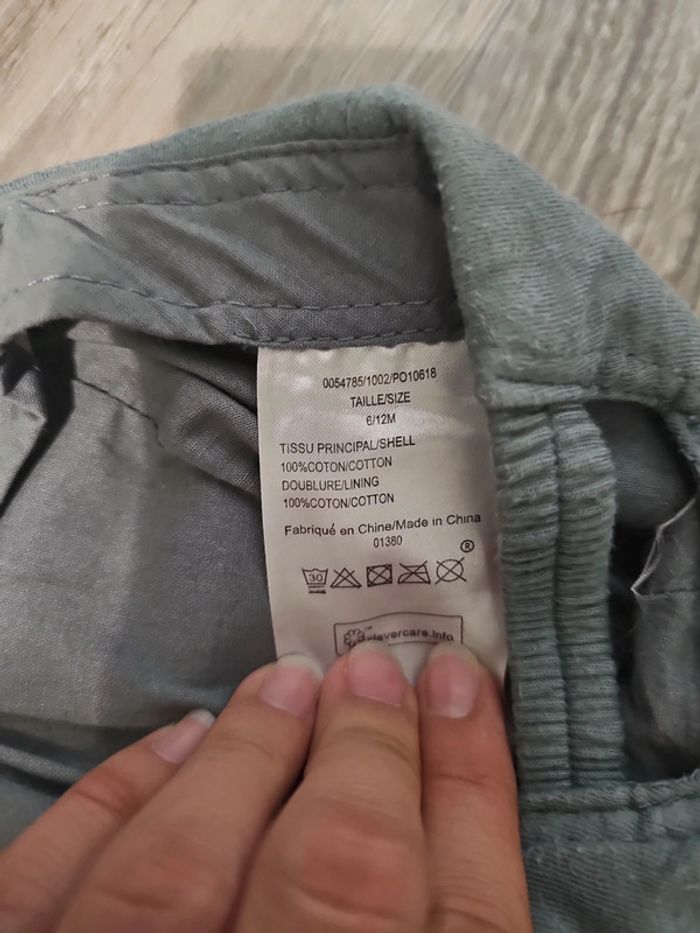 0054785/1002/PO10618
TAILLE/SIZE
6/12M
TISSU PRINCIPAL/SHELL
100%COTON/COTTON
DOUBLURE/LINING
100%COTON/COTTON
Fabriqué en Chine/Made in China
01380
®
30
clevercare.info